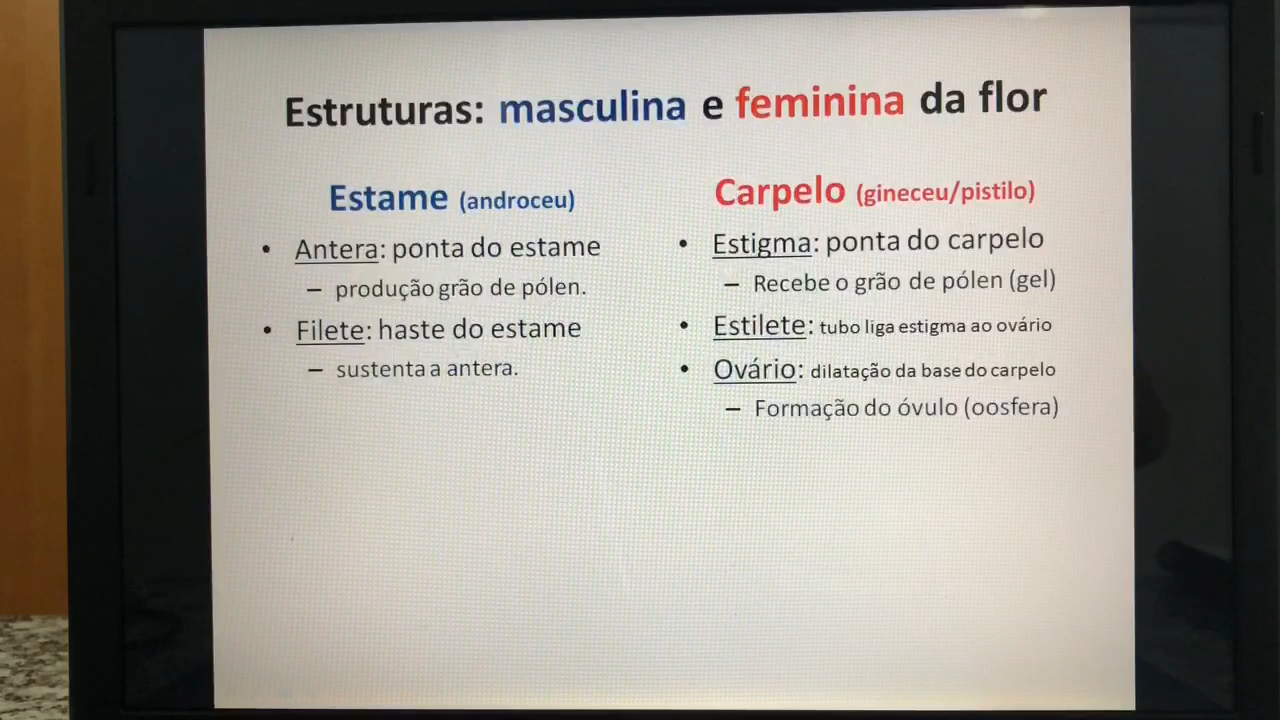 Estruturas: masculina e feminina da flor
Estame (androceu)
• Antera: ponta do estame
– produção grão de pólen.
• Filete: haste do estame
– sustenta a antera.
Carpelo (gineceu/pistilo)
• Estigma: ponta do carpelo
– Recebe o grão de pólen (gel)
• Estilete: tubo liga estigma ao ovário
• Ovário: dilatação da base do carpelo
– Formação do óvulo (oosfera)